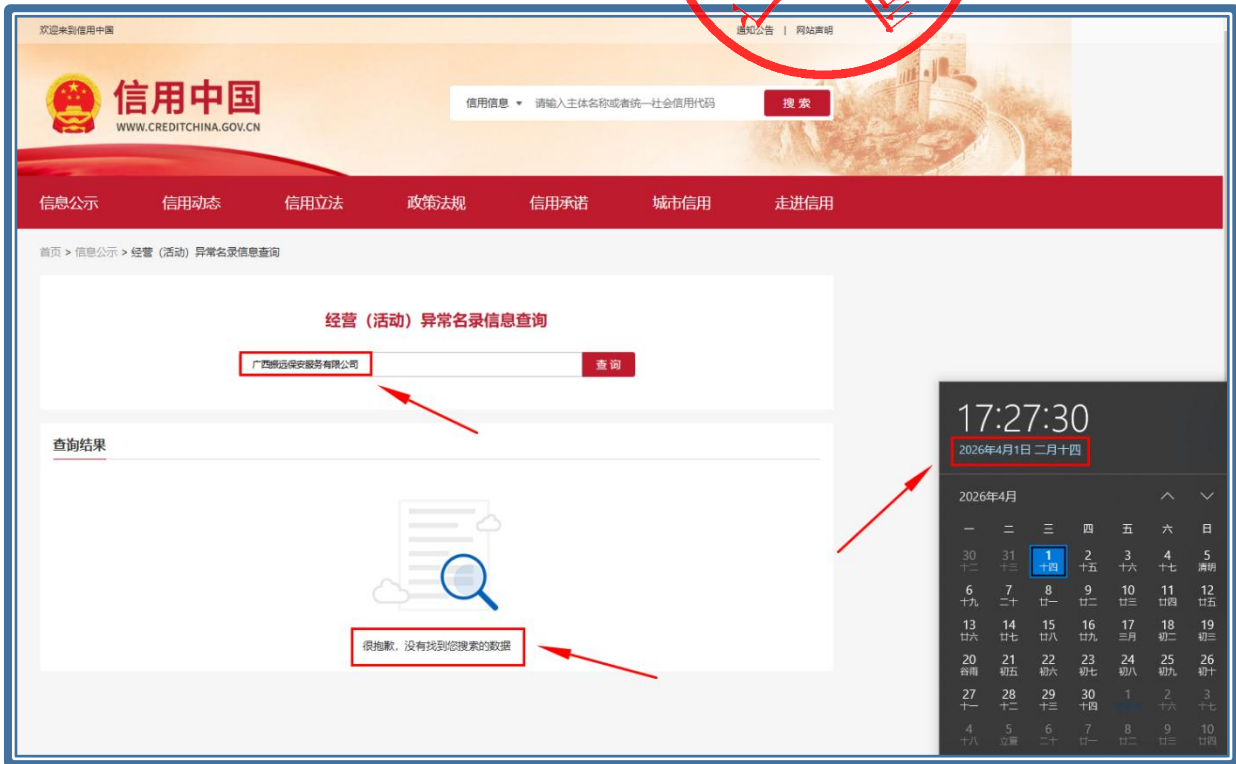 欢迎来到信用中国
通知公告 | 网站声明
信用中国
WWW.CREDITCHINA.GOV.CN
信用信息 请输入主体名称或者统一社会信用代码 搜索
信息公示 信用动态 信用立法 政策法规 信用承诺 城市信用 走进信用
首页 > 信息公示 > 经营（活动）异常名录信息查询
经营（活动）异常名录信息查询
广西振远保安服务有限公司 查询
查询结果
很抱歉，没有找到您搜索的数据
17:27:30
2026年4月1日 二月十四
2026年4月
一 二 三 四 五 六 日
30 31 1 2 3 4 5
十二 十三 十四 十五 十六 十七 清明
6 7 8 9 10 11 12
十九 二十 廿一 廿二 廿三 廿四 廿五
13 14 15 16 17 18 19
廿六 廿七 廿八 廿九 三月 初二 初三
20 21 22 23 24 25 26
谷雨 初五 初六 初七 初八 初九 初十
27 28 29 30 1 2 3
十一 十二 十三 十四 十六 十七
4 5 6 7 8 9 10
十八 立夏 二十 廿一 廿二 廿三 廿四